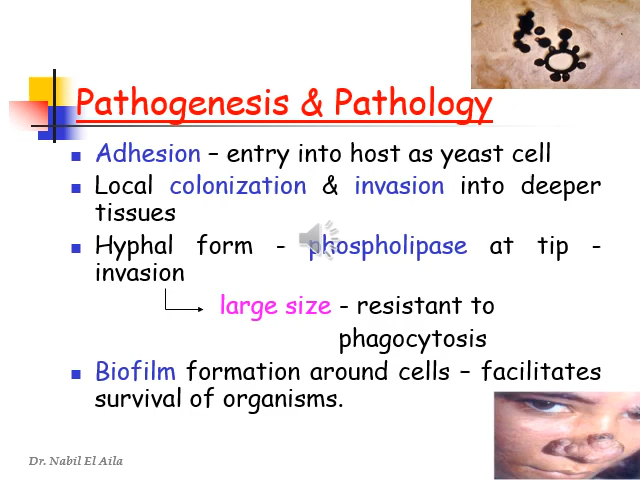 Pathogenesis & Pathology
Adhesion – entry into host as yeast cell
Local colonization & invasion into deeper
tissues
Hyphal form - phospholipase at tip -
invasion
large size - resistant to
phagocytosis
Biofilm formation around cells – facilitates
survival of organisms.
Dr. Nabil El Aila